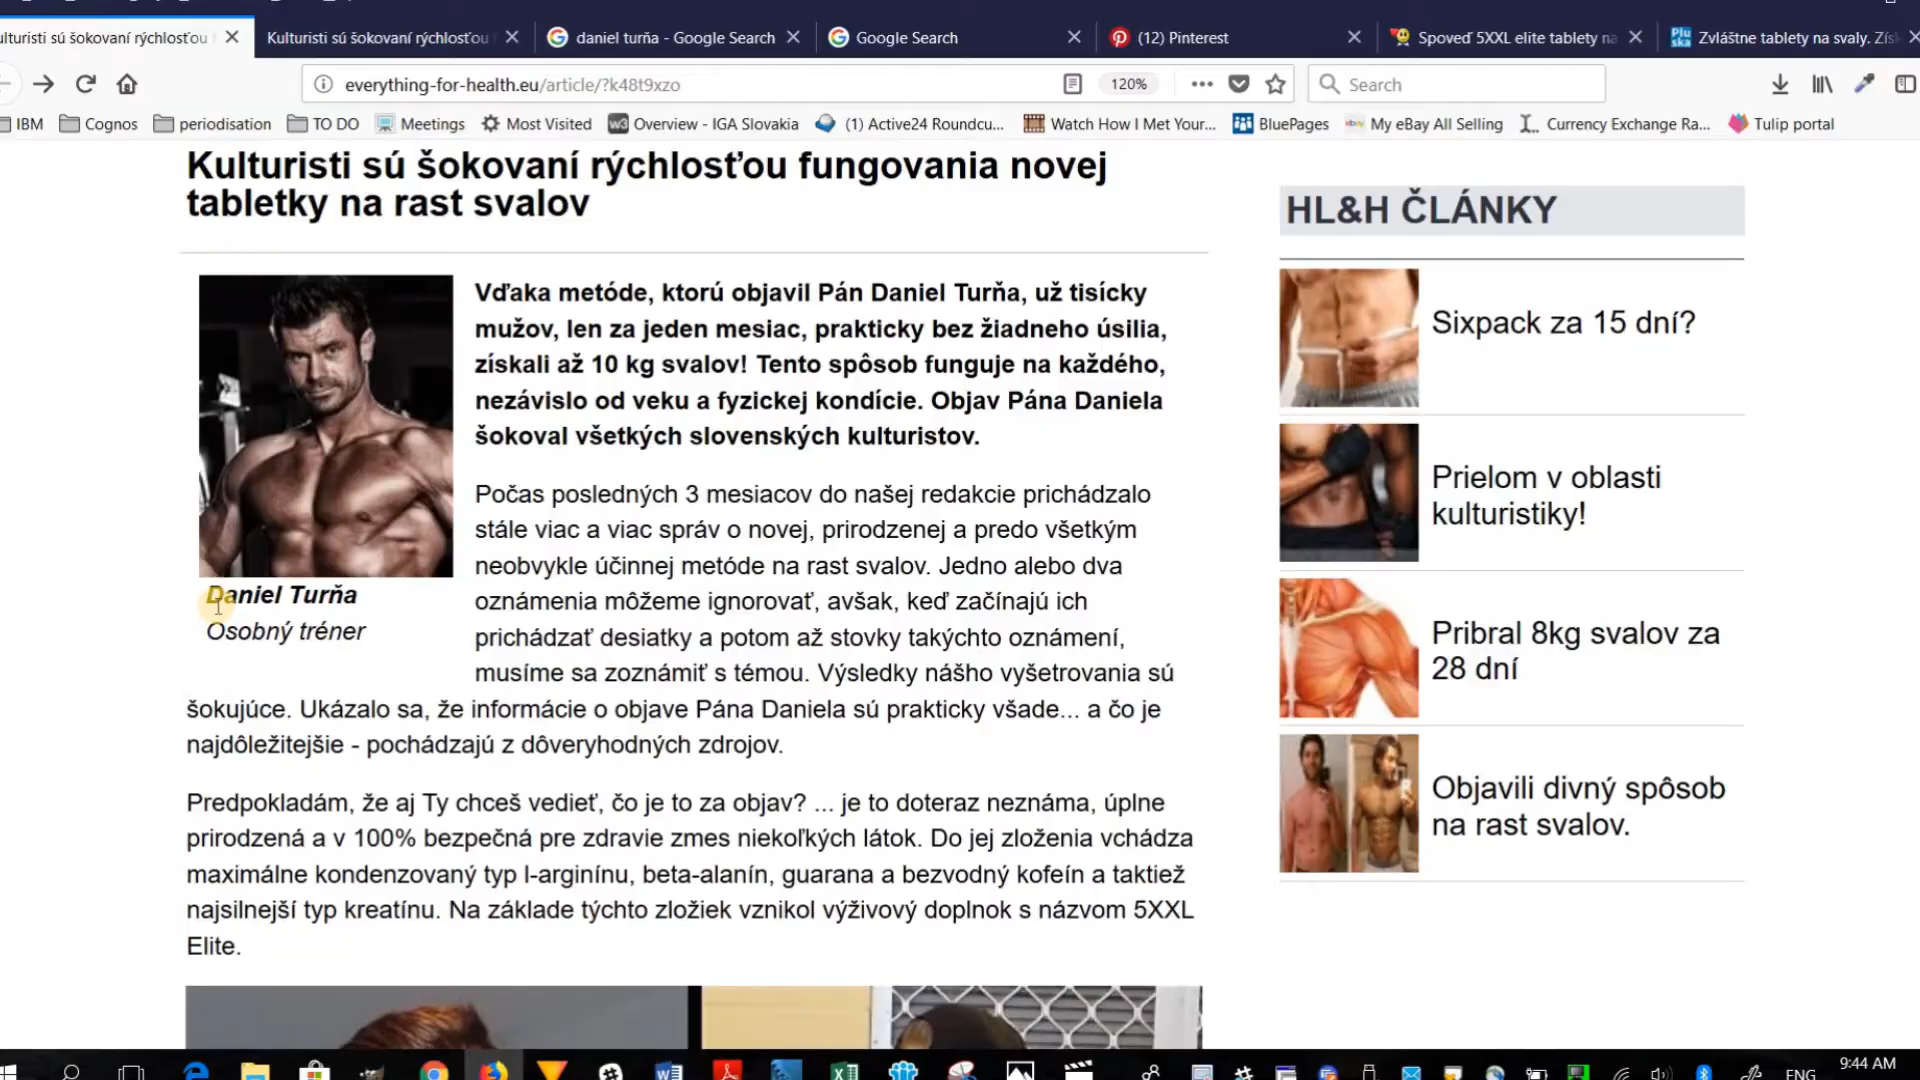 ulturisti sú šokovaní rýchlosťou
Kulturisti sú šokovaní rýchlosťou
daniel turňa - Google Search
Google Search
(12) Pinterest
Spoveď 5XXL elite tablety na
Zvláštne tablety na svaly. Zís
everything-for-health.eu/article/?k48t9xzo
120%
Search
IBM
Cognos
periodisation
TO DO
Meetings
Most Visited
Overview - IGA Slovakia
(1) Active24 Roundcu...
Watch How I Met Your...
BluePages
My eBay All Selling
Currency Exchange Ra...
Tulip portal
Kulturisti sú šokovaní rýchlosťou fungovania novej
tabletky na rast svalov
Daniel Turňa
Osobný tréner
Vďaka metóde, ktorú objavil Pán Daniel Turňa, už tisícky
mužov, len za jeden mesiac, prakticky bez žiadneho úsilia,
získali až 10 kg svalov! Tento spôsob funguje na každého,
nezávislo od veku a fyzickej kondície. Objav Pána Daniela
šokoval všetkých slovenských kulturistov.
Počas posledných 3 mesiacov do našej redakcie prichádzalo
stále viac a viac správ o novej, prirodzenej a predo všetkým
neobvykle účinnej metóde na rast svalov. Jedno alebo dva
oznámenia môžeme ignorovať, avšak, keď začínajú ich
prichádzať desiatky a potom až stovky takýchto oznámení,
musíme sa zoznámiť s témou. Výsledky nášho vyšetrovania sú
šokujúce. Ukázalo sa, že informácie o objave Pána Daniela sú prakticky všade... a čo je
najdôležitejšie - pochádzajú z dôveryhodných zdrojov.
Predpokladám, že aj Ty chceš vedieť, čo je to za objav? ... je to doteraz neznáma, úplne
prirodzená a v 100% bezpečná pre zdravie zmes niekoľkých látok. Do jej zloženia vchádza
maximálne kondenzovaný typ l-arginínu, beta-alanín, guarana a bezvodný kofeín a taktiež
najsilnejší typ kreatínu. Na základe týchto zložiek vznikol výživový doplnok s názvom 5XXL
Elite.
HL&H ČLÁNKY
Sixpack za 15 dní?
Prielom v oblasti
kulturistiky!
Pribral 8kg svalov za
28 dní
Objavili divný spôsob
na rast svalov.
ENG
9:44 AM